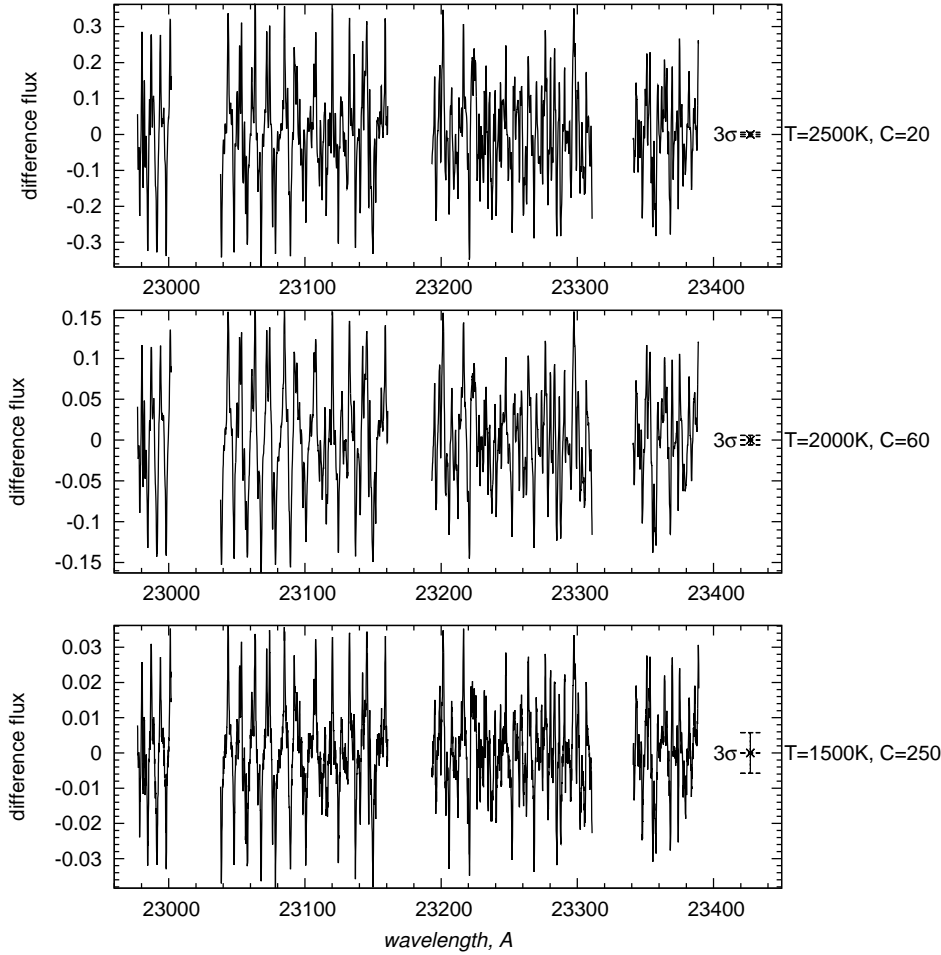 difference flux
0.3
0.2
0.1
0
-0.1
-0.2
-0.3
3σ
T=2500K, C=20
23000 23100 23200 23300 23400
difference flux
0.15
0.1
0.05
0
-0.05
-0.1
-0.15
3σ
T=2000K, C=60
23000 23100 23200 23300 23400
difference flux
0.03
0.02
0.01
0
-0.01
-0.02
-0.03
3σ
T=1500K, C=250
23000 23100 23200 23300 23400
wavelength, A